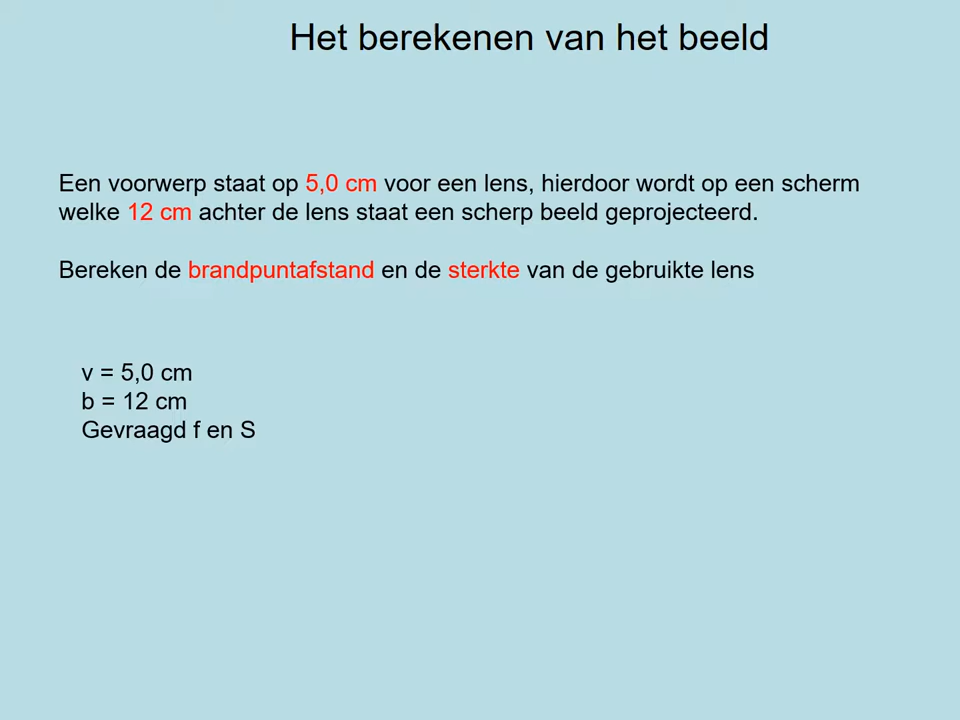 Het berekenen van het beeld
Een voorwerp staat op 5,0 cm voor een lens, hierdoor wordt op een scherm
welke 12 cm achter de lens staat een scherp beeld geprojecteerd.
Bereken de brandpuntafstand en de sterkte van de gebruikte lens
v = 5,0 cm
b = 12 cm
Gevraagd f en S